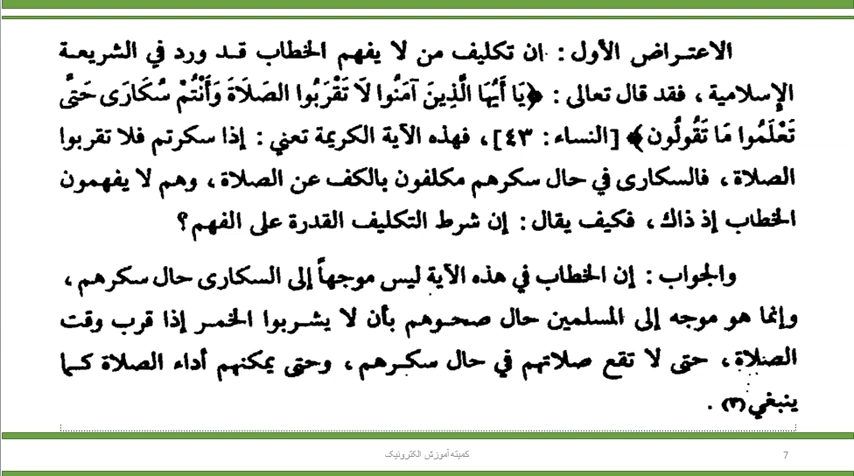 الاعتراض الأول : ان تكليف من لا يفهم الخطاب قد ورد في الشريعة
الإسلامية ، فقد قال تعالى : ﴿يَا أَيُّهَا الَّذِينَ آمَنُوا لَا تَقْرَبُوا الصَلَاةَ وَأَنْتُمْ سُكَارَى حَتَّى
تَعْلَمُوا مَا تَقُولُون﴾ [النساء : ٤٣] ، فهذه الآية الكريمة تعني : إذا سكرتم فلا تقربوا
الصلاة ، فالسكارى في حال سكرهم مكلفون بالكف عن الصلاة ، وهم لا يفهمون
الخطاب إذ ذاك ، فكيف يقال : إن شرط التكليف القدرة على الفهم؟
والجواب : إن الخطاب في هذه الآية ليس موجهاً إلى السكارى حال سكرهم ،
وإنما هو موجه إلى المسلمين حال صحوهم بأن لا يشربوا الخمر إذا قرب وقت
الصلاة ، حتى لا تقع صلاتهم في حال سكرهم ، وحتى يمكنهم أداء الصلاة كما
ينبغي(٣) .
کمیته آموزش الکترونیک
7